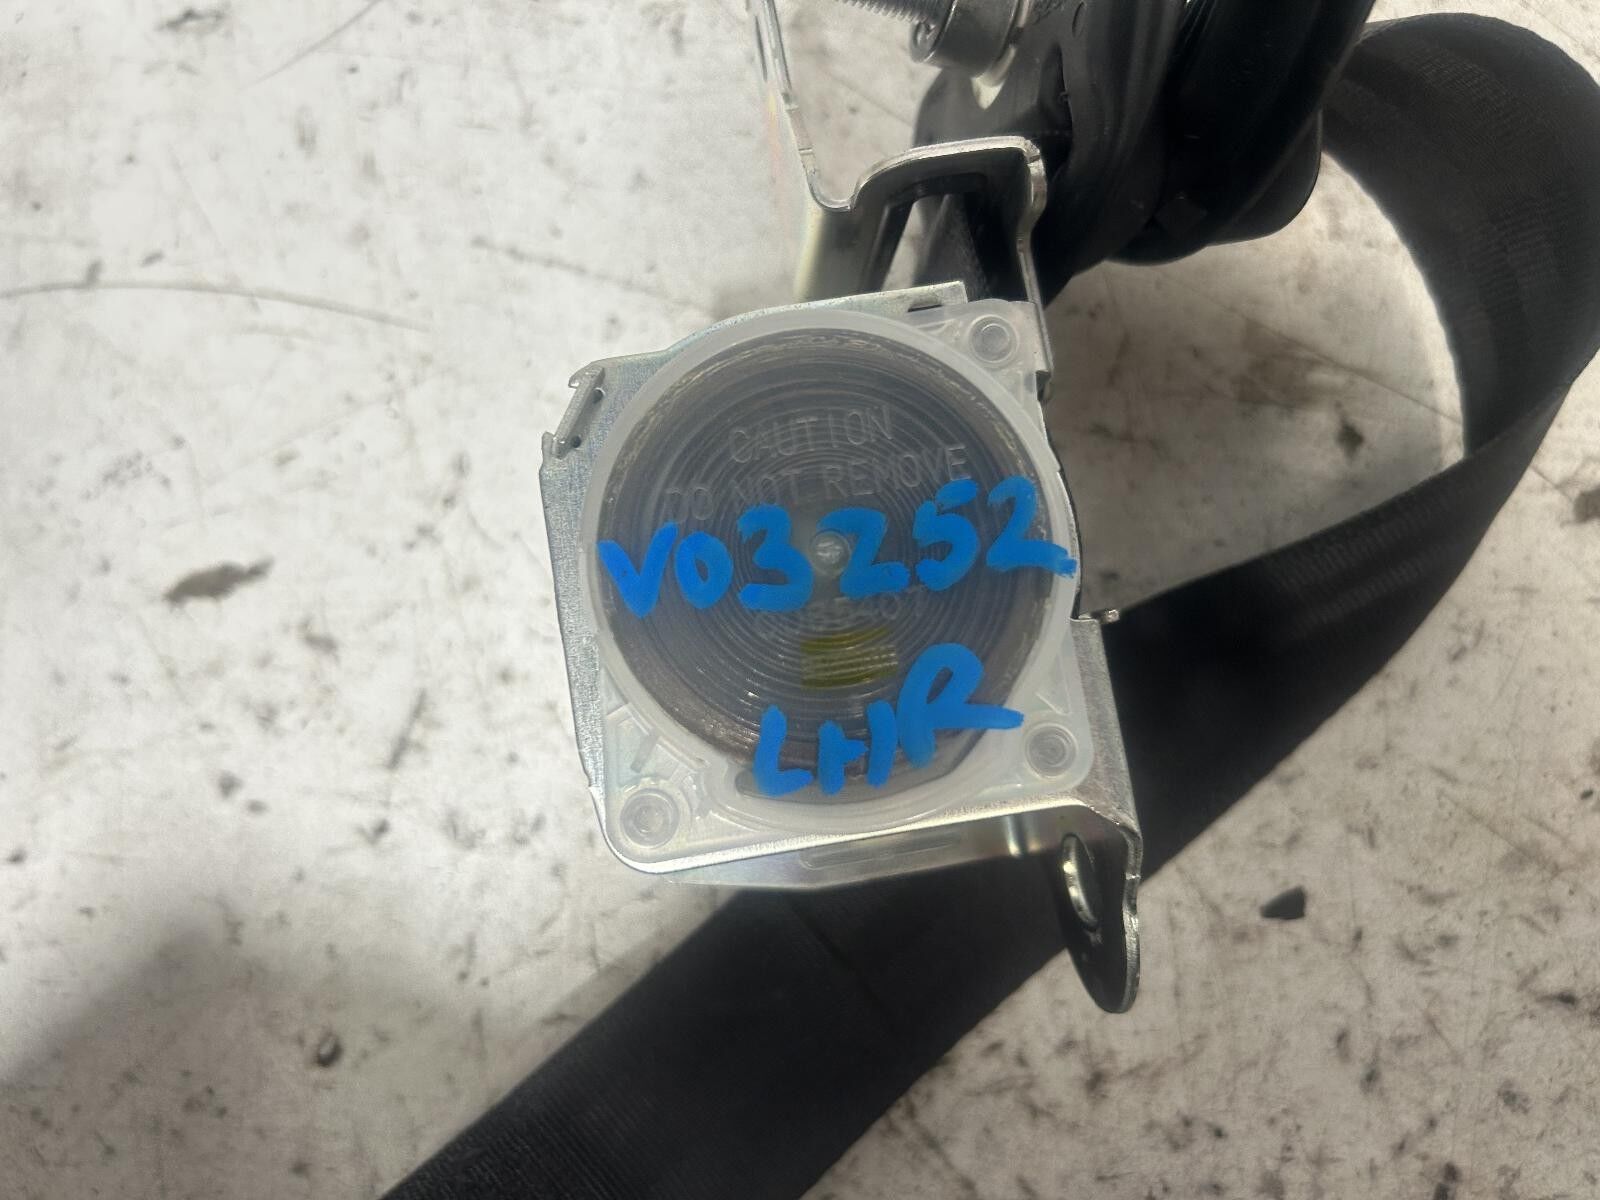 CAUTION
DO NOT REMOVE
V03252
LHR